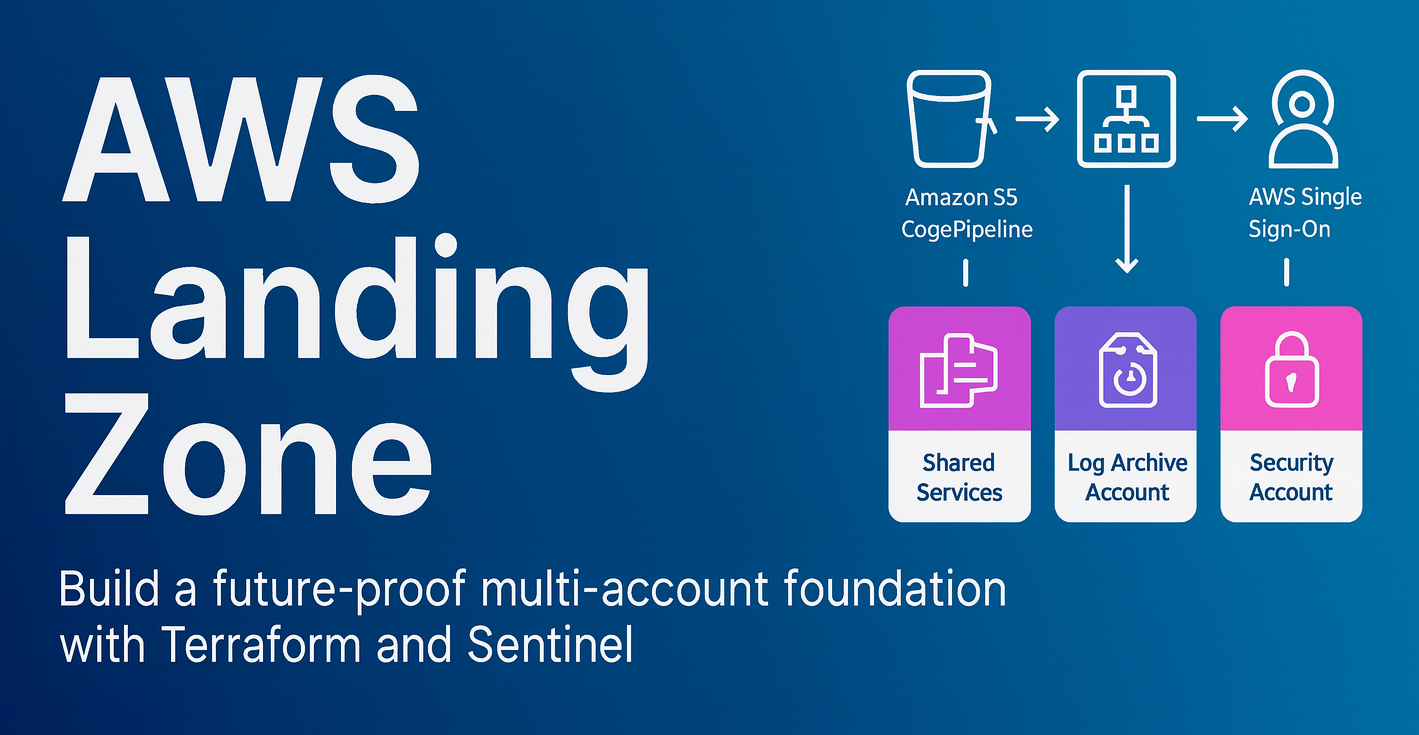 AWS
Landing
Zone
Build a future-proof multi-account foundation
with Terraform and Sentinel
Amazon S5
CogePipeline
AWS Single
Sign-On
Shared
Services
Log Archive
Account
Security
Account